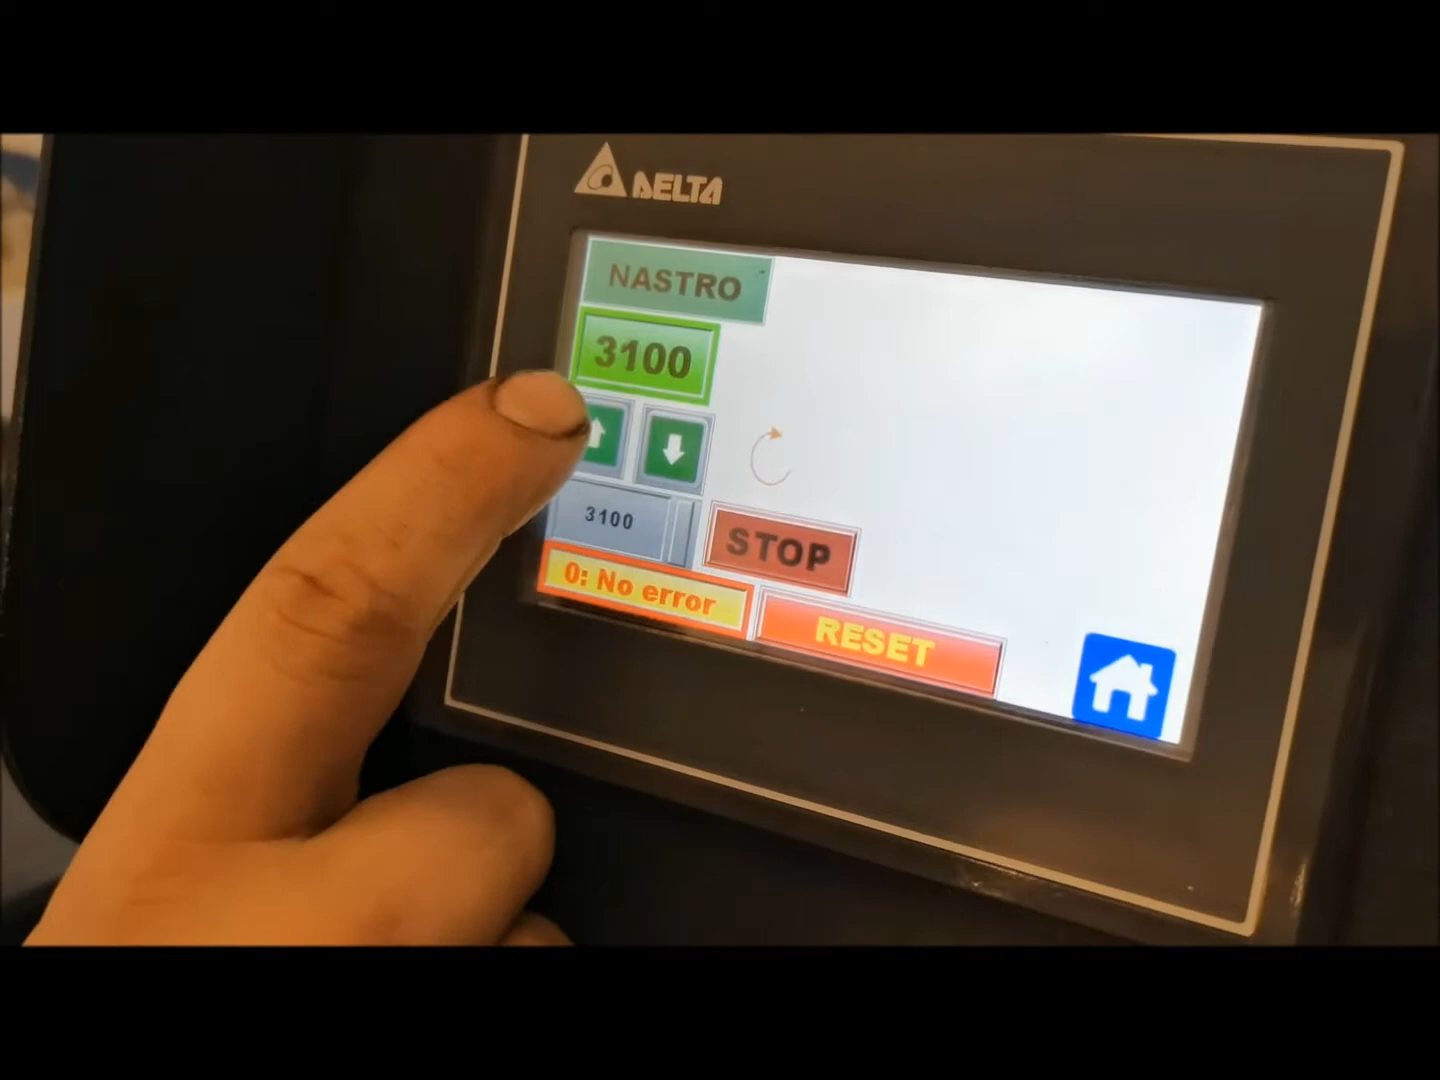 DELTA
NASTRO
3100
3100
STOP
0: No error
RESET